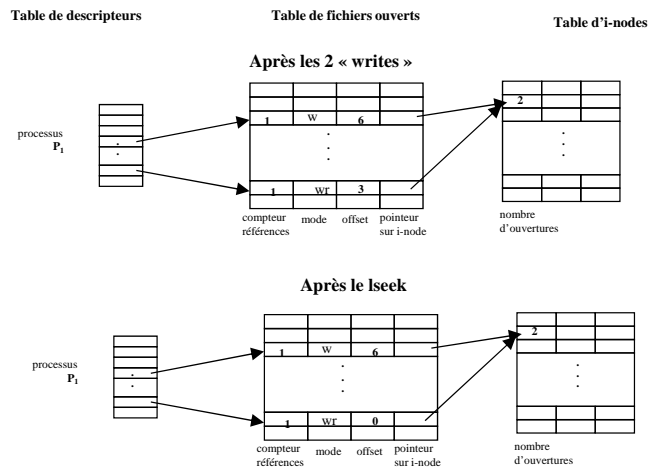 Table de descripteurs
Table de fichiers ouverts
Table d'i-nodes
Après les 2 « writes »
2
1 w 6
processus
P1
1 wr 3
compteur
références
mode
offset
pointeur
sur i-node
nombre
d'ouvertures
Après le lseek
2
1 w 6
processus
P1
1 wr 0
compteur
références
mode
offset
pointeur
sur i-node
nombre
d'ouvertures